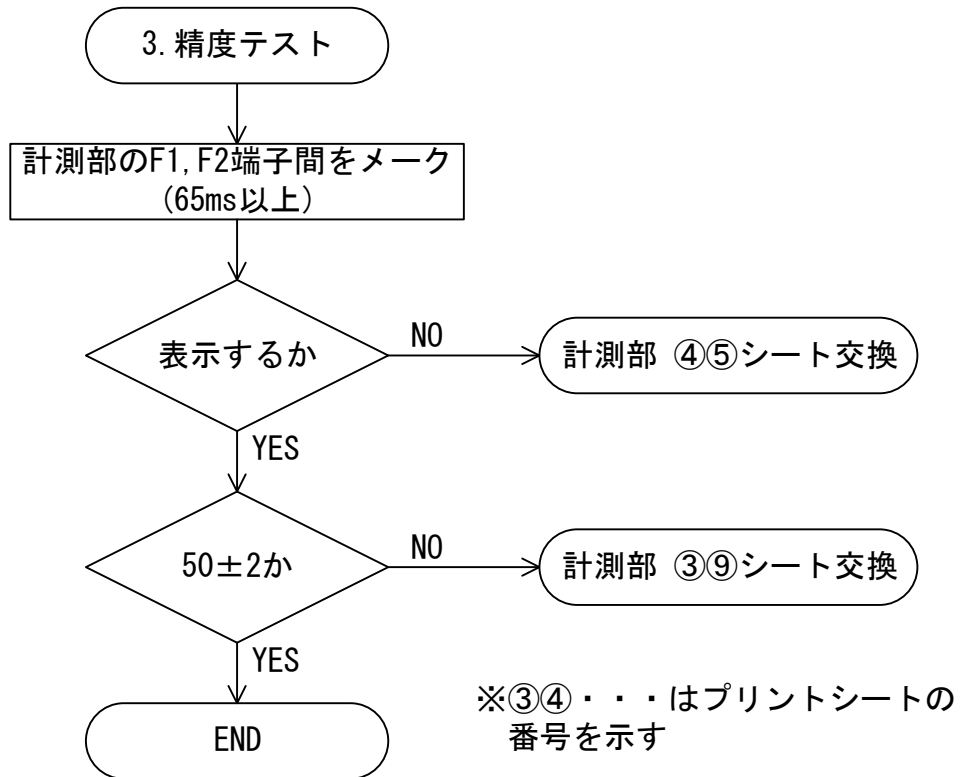 3.精度テスト
計測部のF1,F2端子間をメーク
(65ms以上)
表示するか
NO
計測部 ④⑤シート交換
YES
50±2か
NO
計測部 ③⑨シート交換
YES
END
※③④・・・はプリントシートの
番号を示す